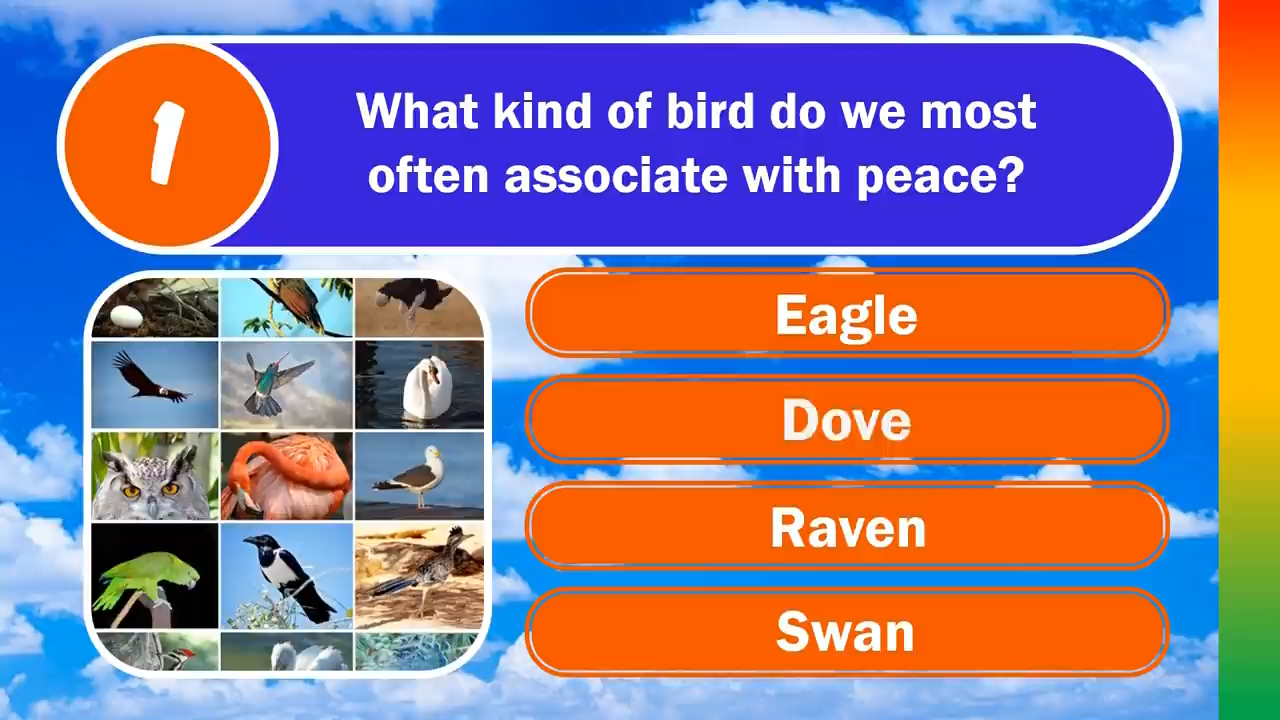 1
What kind of bird do we most
often associate with peace?
Eagle
Dove
Raven
Swan